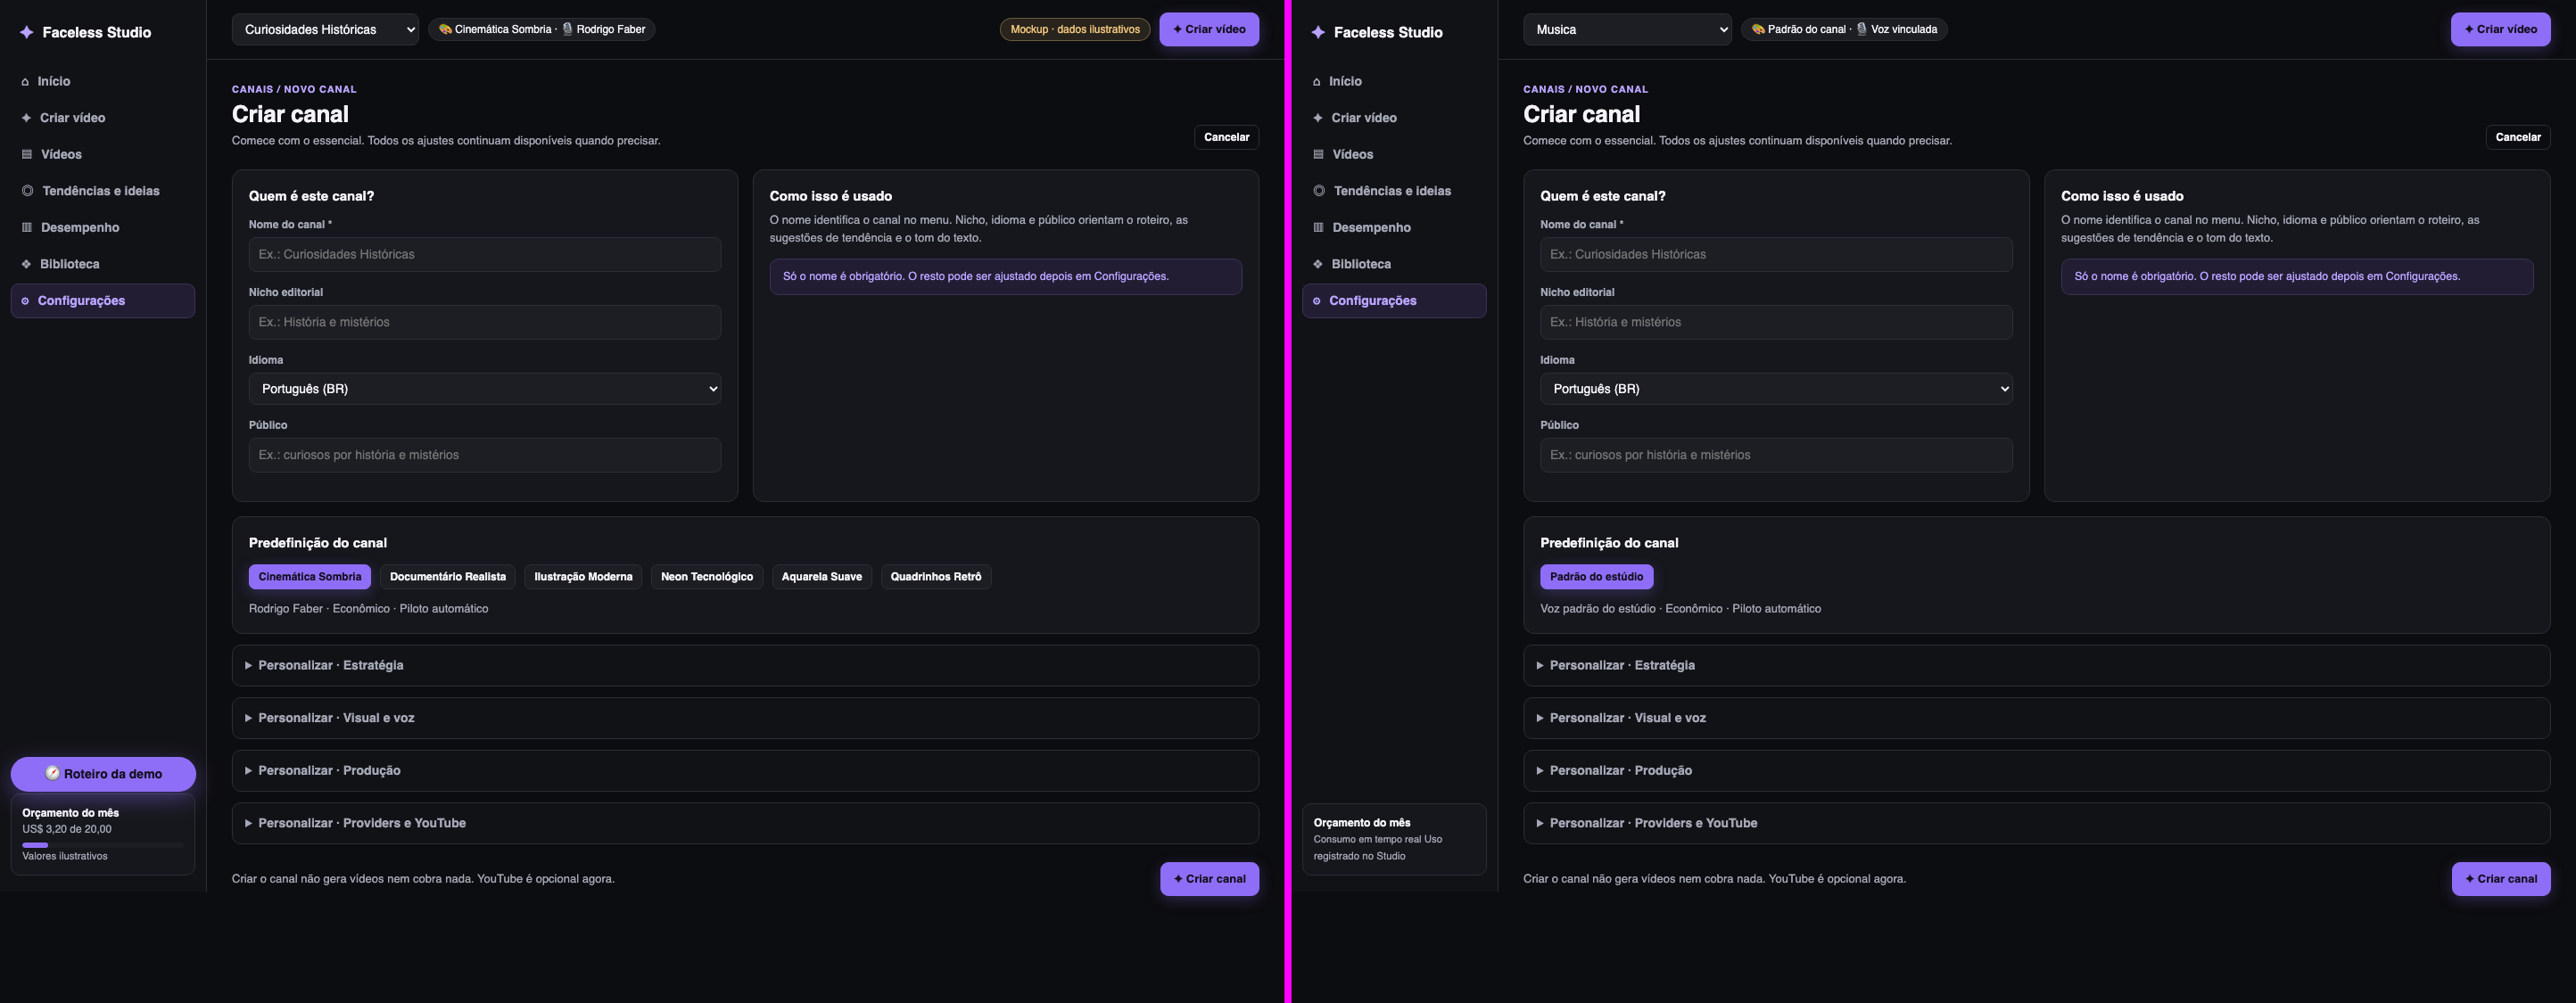 Faceless Studio
Início
Criar vídeo
Vídeos
Tendências e ideias
Desempenho
Biblioteca
Configurações
Roteiro da demo
Orçamento do mês
US$ 3,20 de 20,00
Valores ilustrativos
Curiosidades Históricas
Cinemática Sombria · Rodrigo Faber
Mockup · dados ilustrativos
Criar vídeo
CANAIS / NOVO CANAL
Criar canal
Comece com o essencial. Todos os ajustes continuam disponíveis quando precisar.
Cancelar
Quem é este canal?
Nome do canal *
Ex.: Curiosidades Históricas
Nicho editorial
Ex.: História e mistérios
Idioma
Português (BR)
Público
Ex.: curiosos por história e mistérios
Como isso é usado
O nome identifica o canal no menu. Nicho, idioma e público orientam o roteiro, as
sugestões de tendência e o tom do texto.
Só o nome é obrigatório. O resto pode ser ajustado depois em Configurações.
Predefinição do canal
Cinemática Sombria Documentário Realista Ilustração Moderna Neon Tecnológico Aquarela Suave Quadrinhos Retrô
Rodrigo Faber · Econômico · Piloto automático
Personalizar · Estratégia
Personalizar · Visual e voz
Personalizar · Produção
Personalizar · Providers e YouTube
Criar o canal não gera vídeos nem cobra nada. YouTube é opcional agora.
Criar canal
Faceless Studio
Início
Criar vídeo
Vídeos
Tendências e ideias
Desempenho
Biblioteca
Configurações
Orçamento do mês
Consumo em tempo real Uso
registrado no Studio
Musica
Padrão do canal · Voz vinculada
Criar vídeo
CANAIS / NOVO CANAL
Criar canal
Comece com o essencial. Todos os ajustes continuam disponíveis quando precisar.
Cancelar
Quem é este canal?
Nome do canal *
Ex.: Curiosidades Históricas
Nicho editorial
Ex.: História e mistérios
Idioma
Português (BR)
Público
Ex.: curiosos por história e mistérios
Como isso é usado
O nome identifica o canal no menu. Nicho, idioma e público orientam o roteiro, as
sugestões de tendência e o tom do texto.
Só o nome é obrigatório. O resto pode ser ajustado depois em Configurações.
Predefinição do canal
Padrão do estúdio
Voz padrão do estúdio · Econômico · Piloto automático
Personalizar · Estratégia
Personalizar · Visual e voz
Personalizar · Produção
Personalizar · Providers e YouTube
Criar o canal não gera vídeos nem cobra nada. YouTube é opcional agora.
Criar canal